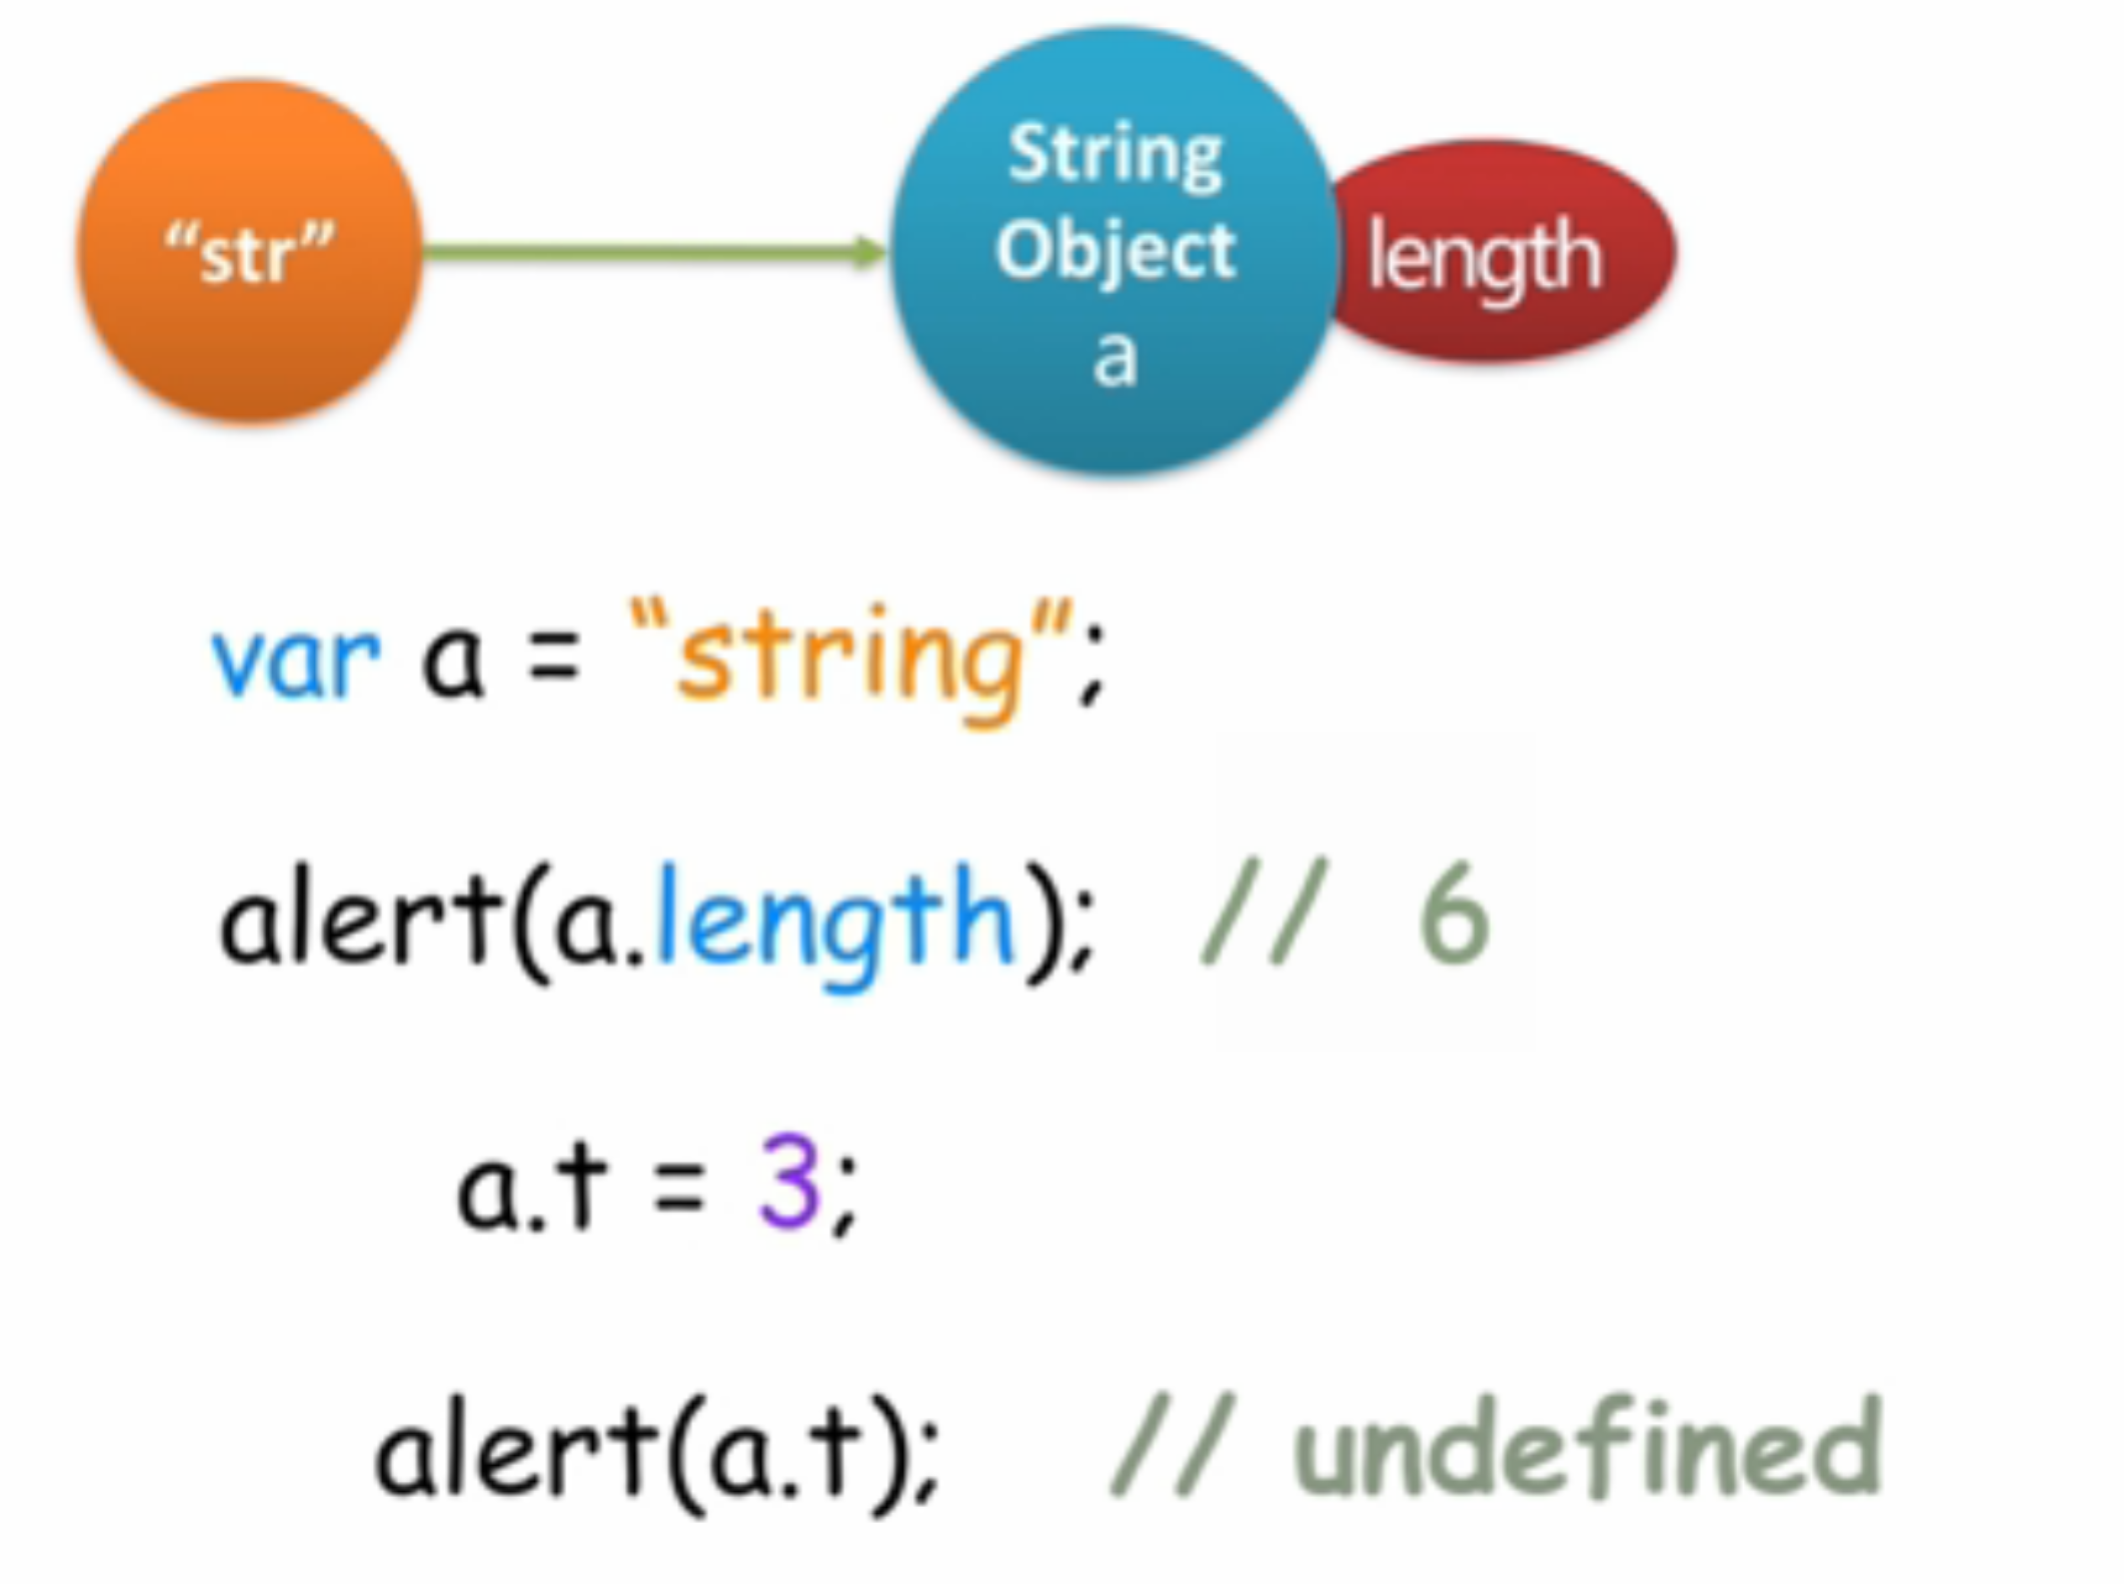 “str”
String
Object
a
length
var a = “string”;
alert(a.length); // 6
a.t = 3;
alert(a.t); // undefined